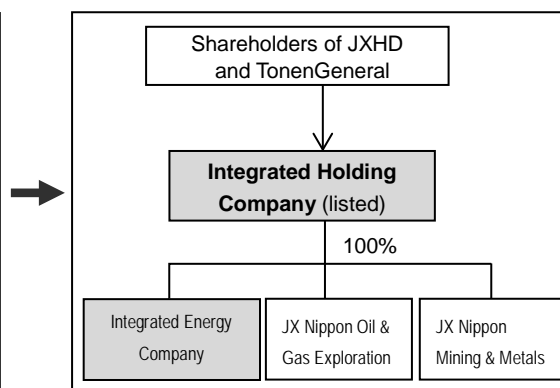 Shareholders of JXHD
and TonenGeneral
Integrated Holding
Company (listed)
100%
Integrated Energy
Company
JX Nippon Oil &
Gas Exploration
JX Nippon
Mining & Metals